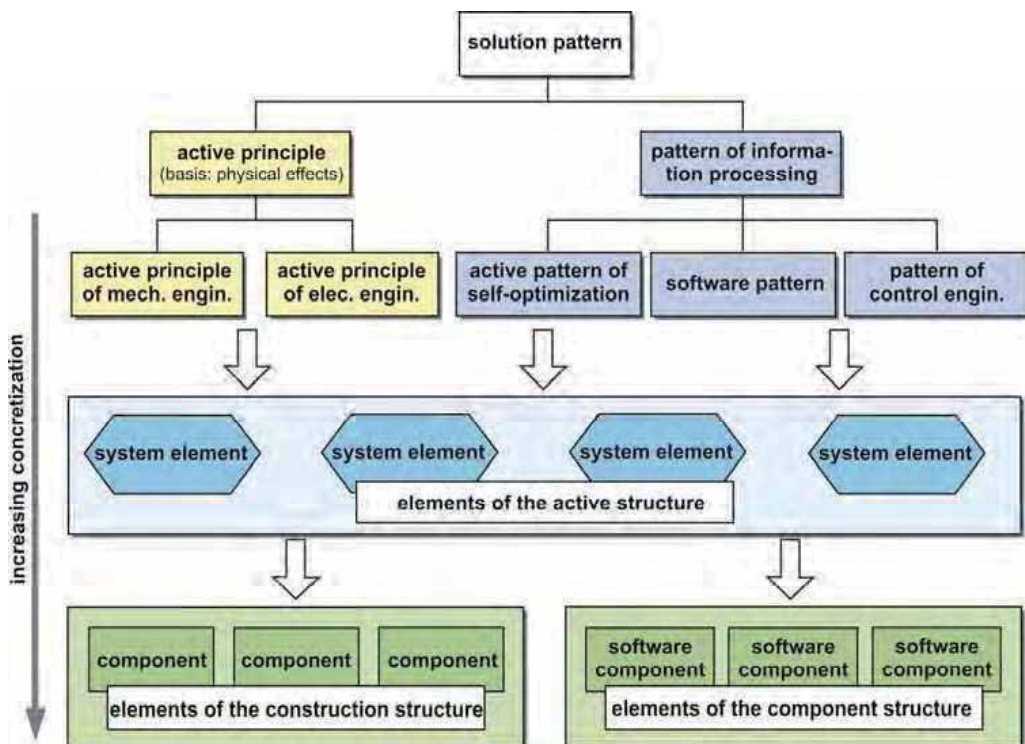 solution pattern
active principle
(basis: physical effects)
pattern of informa-
tion processing
active principle
of mech. engin.
active principle
of elec. engin.
active pattern of
self-optimization
software pattern
pattern of
control engin.
increasing concretization
system element
system element
system element
system element
elements of the active structure
component
component
component
elements of the construction structure
software
component
software
component
software
component
elements of the component structure